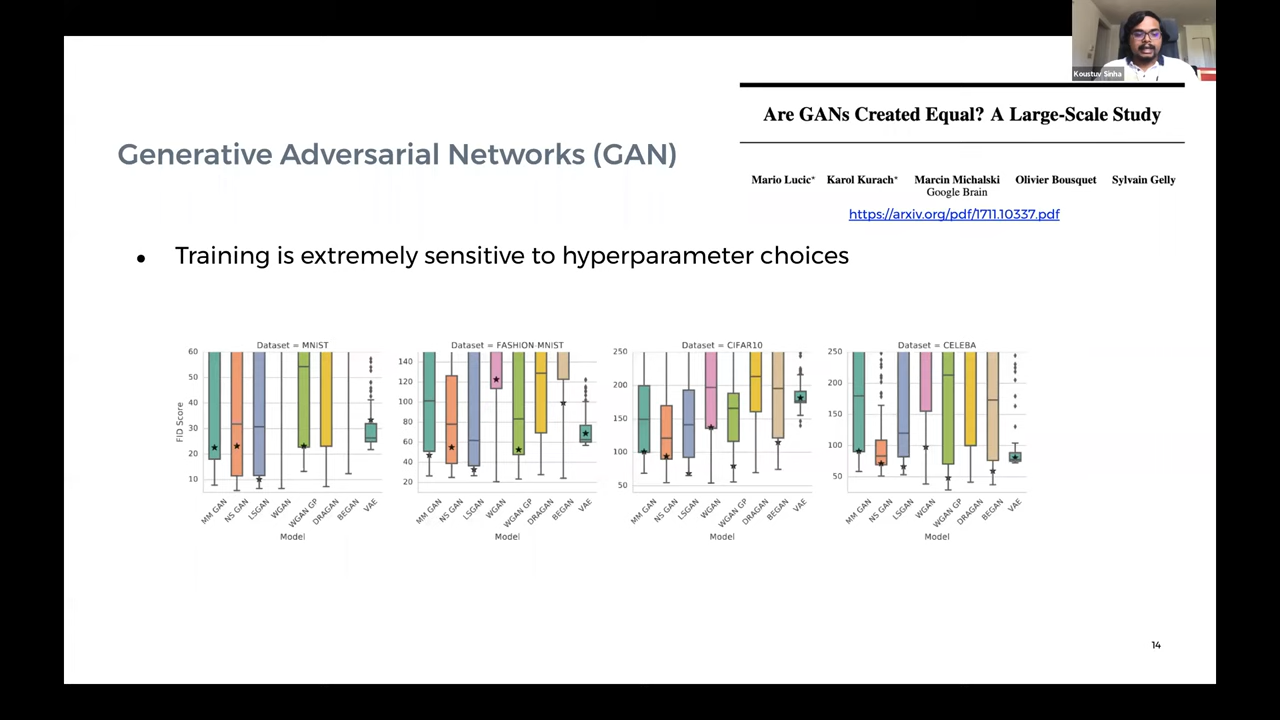 Koustuv Sinha
Are GANs Created Equal? A Large-Scale Study
Generative Adversarial Networks (GAN)
Mario Lucic* Karol Kurach* Marcin Michalski Olivier Bousquet Sylvain Gelly
Google Brain
https://arxiv.org/pdf/1711.10337.pdf
● Training is extremely sensitive to hyperparameter choices
Dataset = MNIST
60
50
40
30
20
10
FID Score
MM GAN
NS GAN
LSGAN
WGAN
WGAN GP
DRAGAN
BEGAN
VAE
Model
Dataset = FASHION-MNIST
140
120
100
80
60
40
20
MM GAN
NS GAN
LSGAN
WGAN
WGAN GP
DRAGAN
BEGAN
VAE
Model
Dataset = CIFAR10
250
200
150
100
50
MM GAN
NS GAN
LSGAN
WGAN
WGAN GP
DRAGAN
BEGAN
VAE
Model
Dataset = CELEBA
250
200
150
100
50
MM GAN
NS GAN
LSGAN
WGAN
WGAN GP
DRAGAN
BEGAN
VAE
Model
14